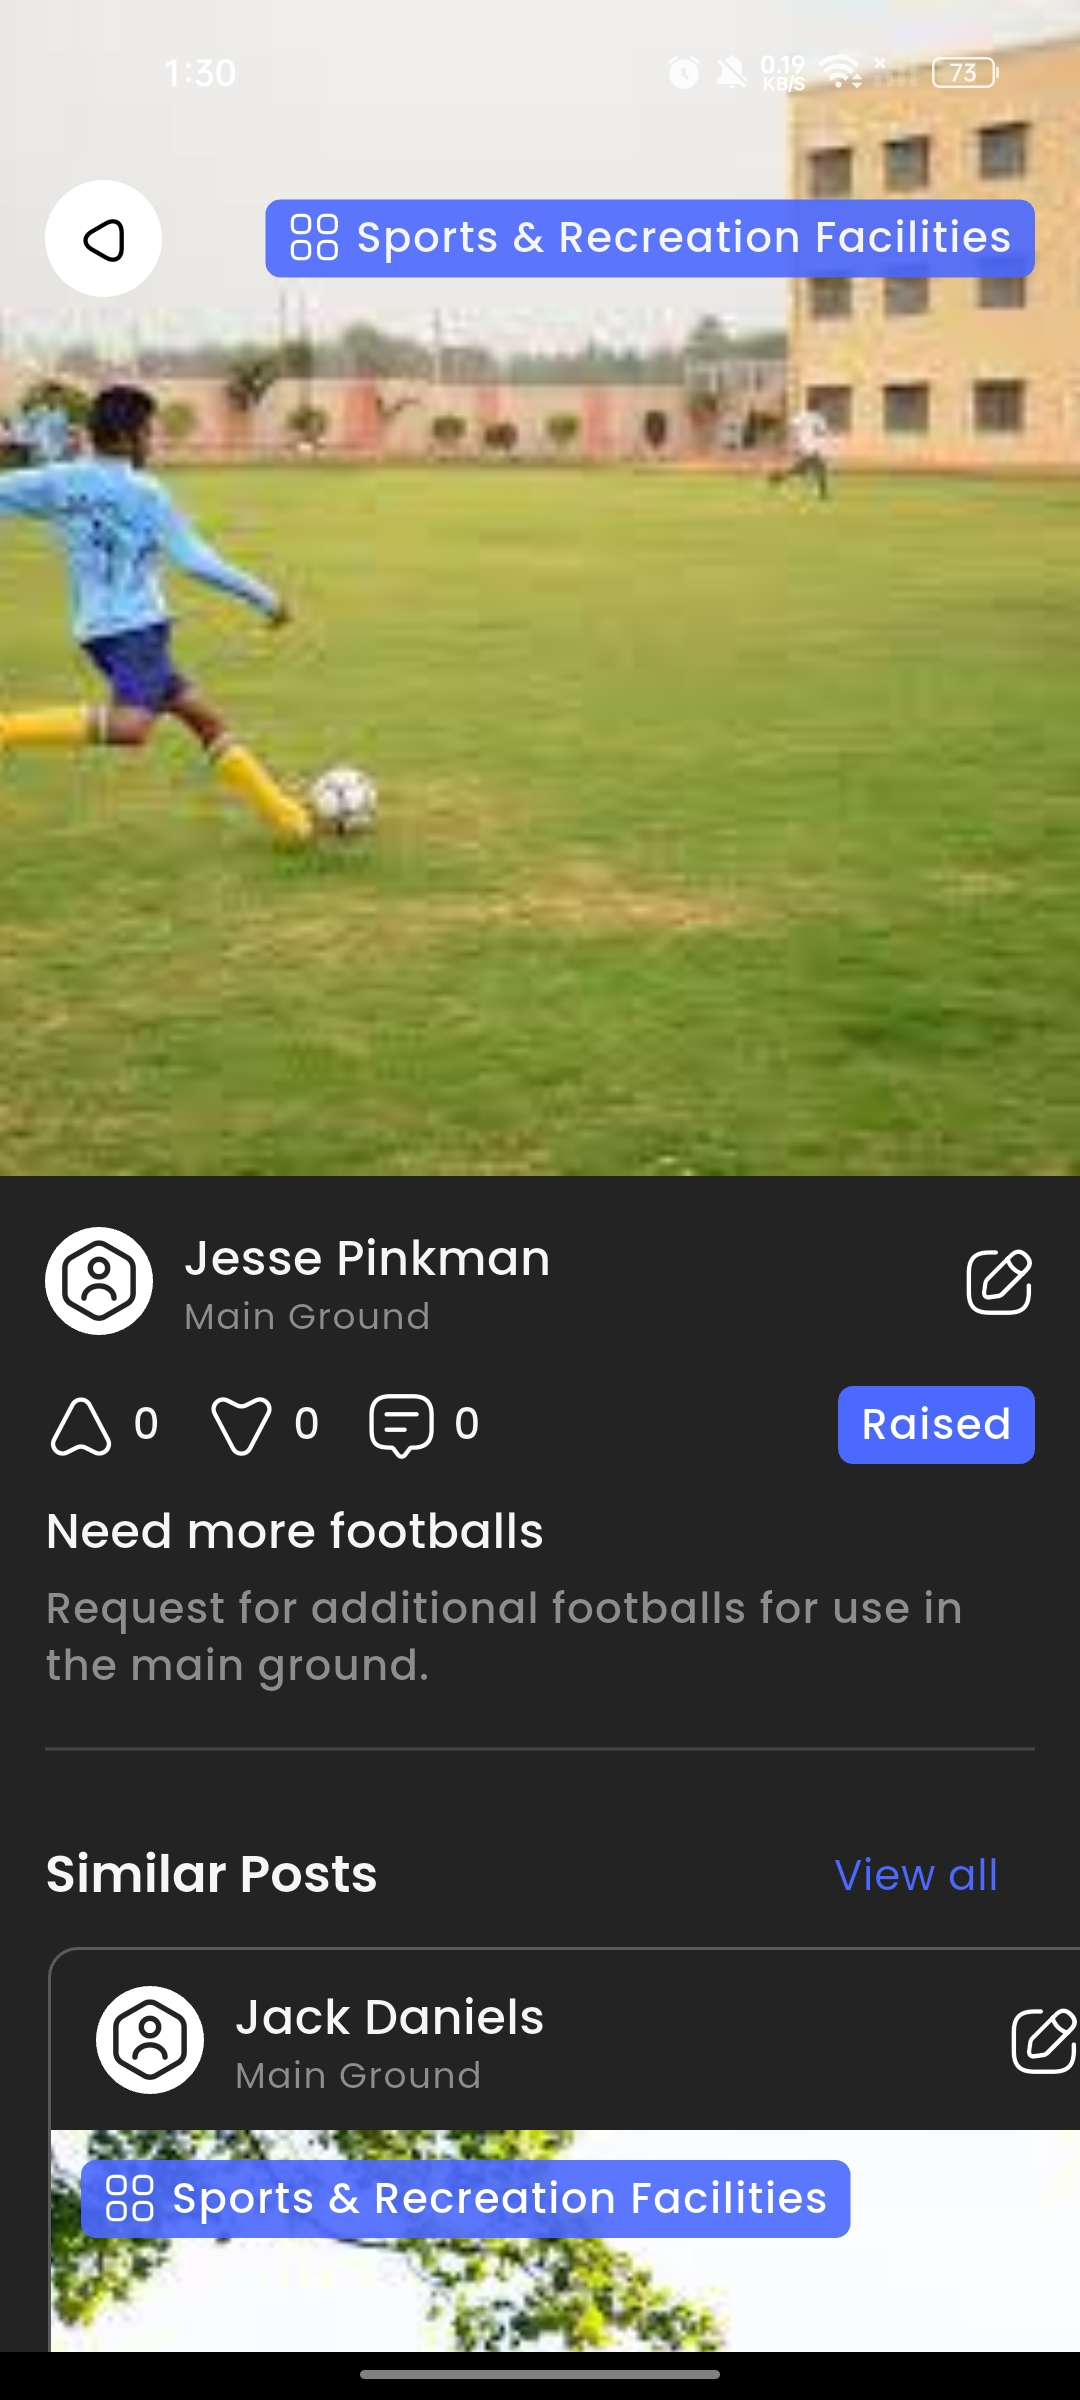 1:30
0.19
KB/S
73
Sports & Recreation Facilities
Jesse Pinkman
Main Ground
0
0
0
Raised
Need more footballs
Request for additional footballs for use in
the main ground.
Similar Posts
View all
Jack Daniels
Main Ground
Sports & Recreation Facilities